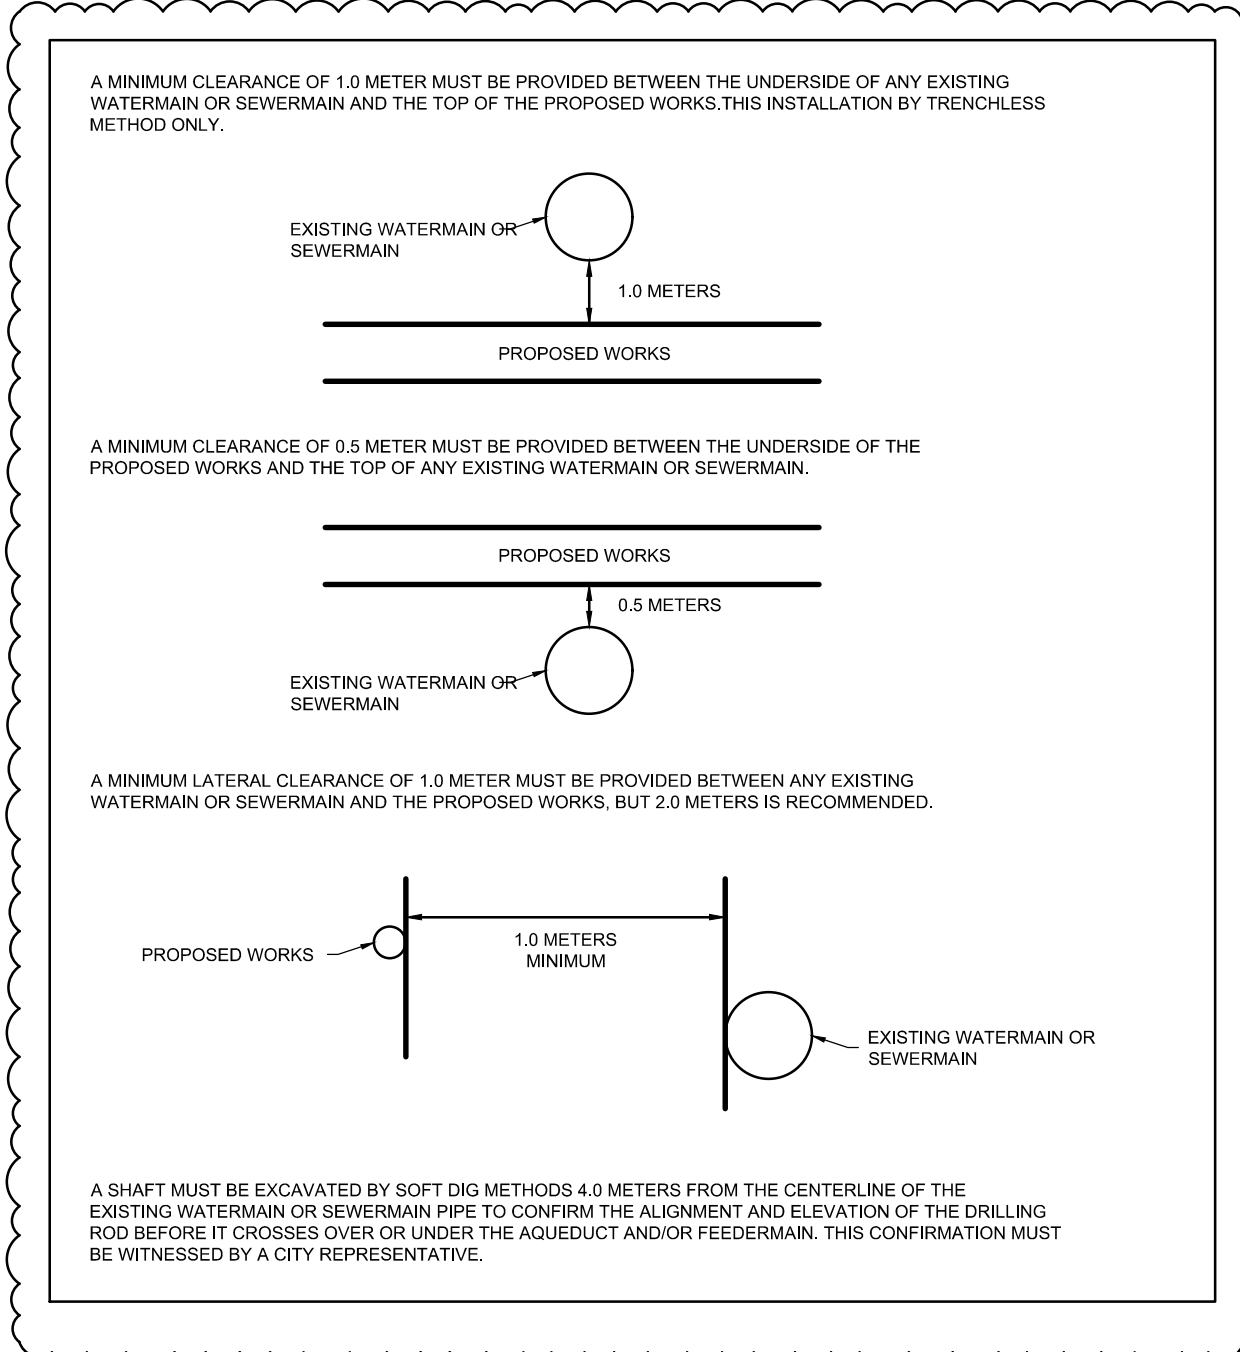 A MINIMUM CLEARANCE OF 1.0 METER MUST BE PROVIDED BETWEEN THE UNDERSIDE OF ANY EXISTING
WATERMAIN OR SEWERMAIN AND THE TOP OF THE PROPOSED WORKS.THIS INSTALLATION BY TRENCHLESS
METHOD ONLY.
EXISTING WATERMAIN OR
SEWERMAIN
1.0 METERS
PROPOSED WORKS
A MINIMUM CLEARANCE OF 0.5 METER MUST BE PROVIDED BETWEEN THE UNDERSIDE OF THE
PROPOSED WORKS AND THE TOP OF ANY EXISTING WATERMAIN OR SEWERMAIN.
PROPOSED WORKS
0.5 METERS
EXISTING WATERMAIN OR
SEWERMAIN
A MINIMUM LATERAL CLEARANCE OF 1.0 METER MUST BE PROVIDED BETWEEN ANY EXISTING
WATERMAIN OR SEWERMAIN AND THE PROPOSED WORKS, BUT 2.0 METERS IS RECOMMENDED.
PROPOSED WORKS
1.0 METERS
MINIMUM
EXISTING WATERMAIN OR
SEWERMAIN
A SHAFT MUST BE EXCAVATED BY SOFT DIG METHODS 4.0 METERS FROM THE CENTERLINE OF THE
EXISTING WATERMAIN OR SEWERMAIN PIPE TO CONFIRM THE ALIGNMENT AND ELEVATION OF THE DRILLING
ROD BEFORE IT CROSSES OVER OR UNDER THE AQUEDUCT AND/OR FEEDERMAIN. THIS CONFIRMATION MUST
BE WITNESSED BY A CITY REPRESENTATIVE.